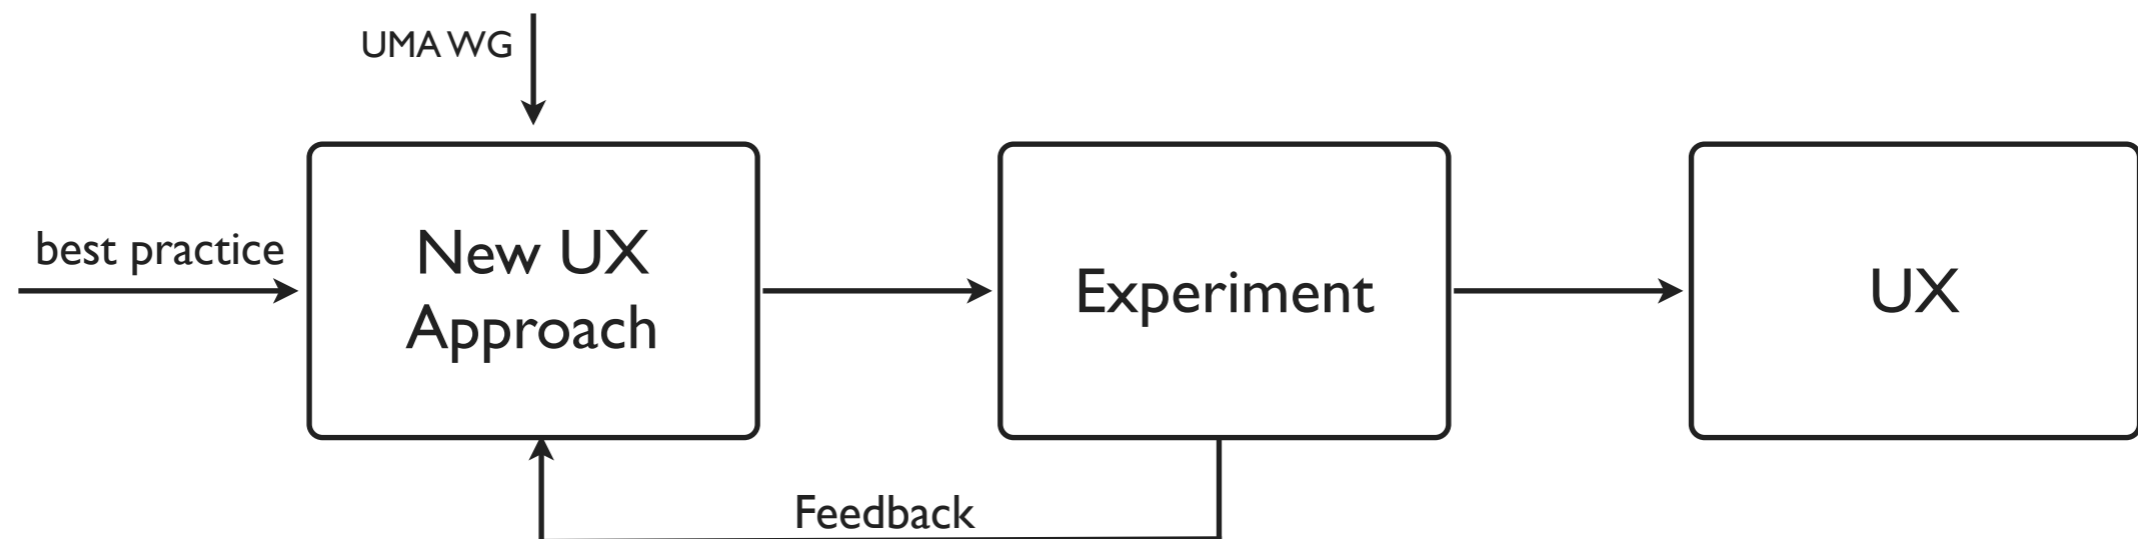 UMA WG
best practice
New UX
Approach
Experiment
UX
Feedback